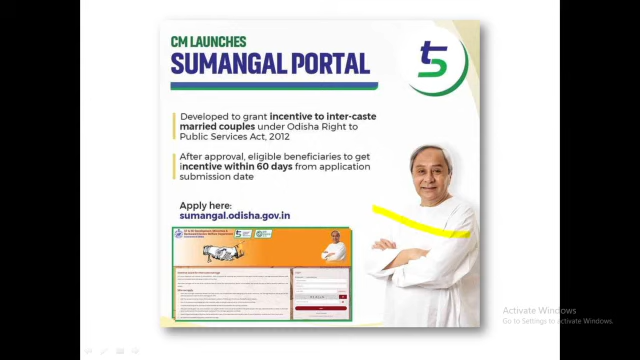 CM LAUNCHES
SUMANGAL PORTAL
t5
Developed to grant incentive to inter-caste
married couples under Odisha Right to
Public Services Act, 2012
After approval, eligible beneficiaries to get
incentive within 60 days from application
submission date
Apply here:
sumangal.odisha.gov.in
Activate Windows
Go to Settings to activate Windows.